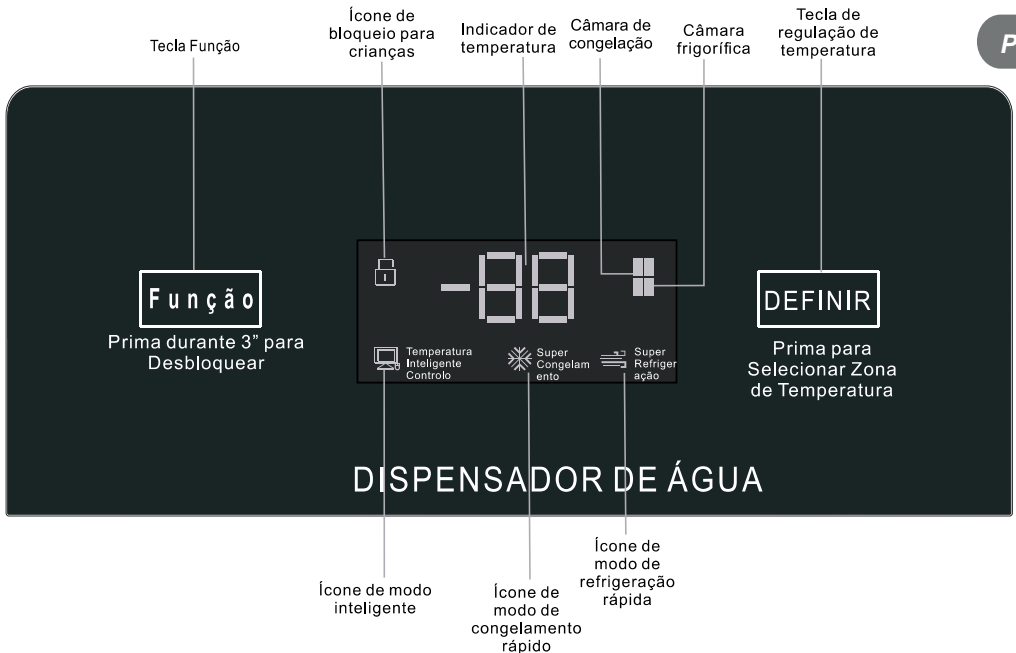 Tecla Função
Ícone de
bloqueio para
crianças
Indicador de
temperatura
Câmara de
congelação
Câmara
frigorífica
Tecla de
regulação de
temperatura
P
Função
Prima durante 3" para
Desbloquear
-88
Temperatura
Inteligente
Controlo
Super
Congelam
ento
Super
Refriger
ação
DEFINIR
Prima para
Selecionar Zona
de Temperatura
DISPENSADOR DE ÁGUA
Ícone de modo
inteligente
Ícone de
modo de
congelamento
rápido
Ícone de
modo de
refrigeração
rápida